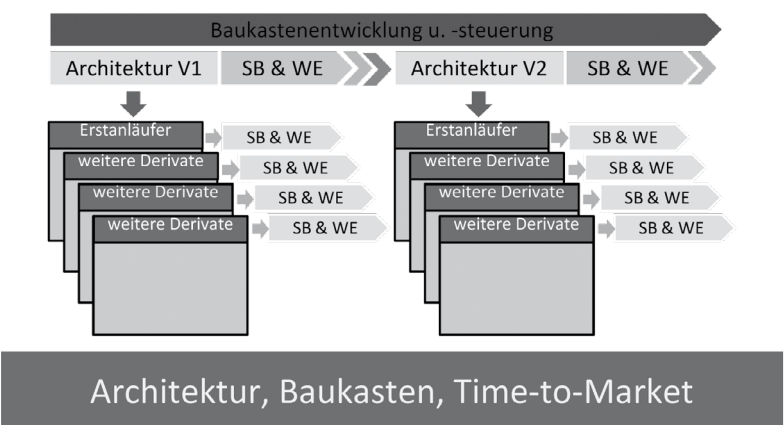 Baukastenentwicklung u. -steuerung
Architektur V1
SB & WE
Architektur V2
SB & WE
Erstanläufer
SB & WE
weitere Derivate
SB & WE
weitere Derivate
SB & WE
weitere Derivate
SB & WE
Erstanläufer
SB & WE
weitere Derivate
SB & WE
weitere Derivate
SB & WE
weitere Derivate
SB & WE
Architektur, Baukasten, Time-to-Market